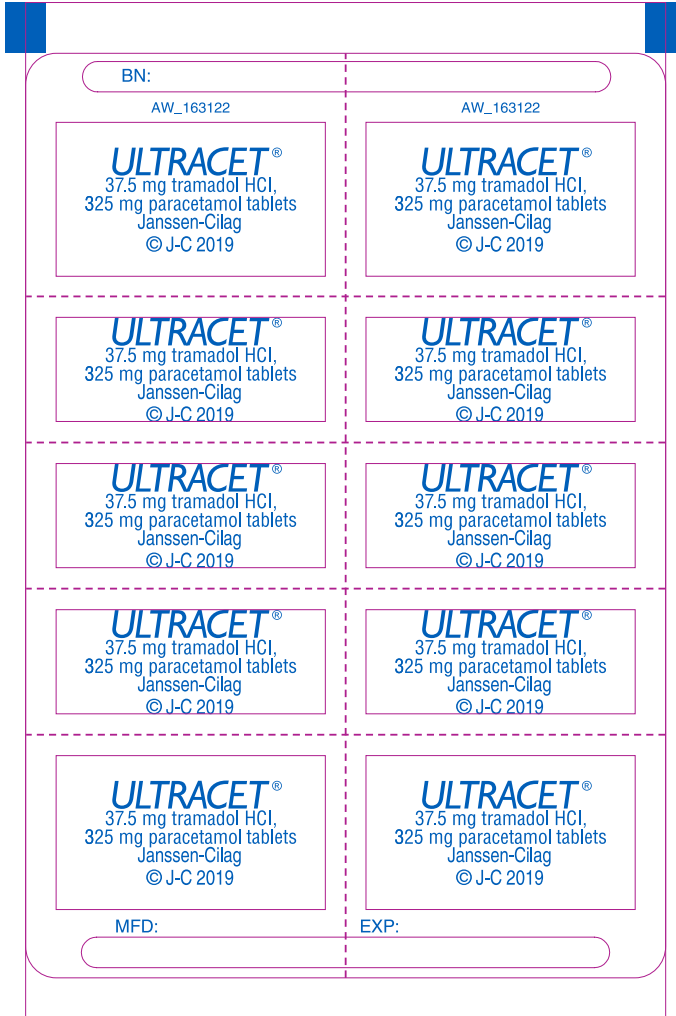 BN:
AW_163122
AW_163122
ULTRACET®
37.5 mg tramadol HCl,
325 mg paracetamol tablets
Janssen-Cilag
© J-C 2019
ULTRACET®
37.5 mg tramadol HCl,
325 mg paracetamol tablets
Janssen-Cilag
© J-C 2019
ULTRACET®
37.5 mg tramadol HCl,
325 mg paracetamol tablets
Janssen-Cilag
© J-C 2019
ULTRACET®
37.5 mg tramadol HCl,
325 mg paracetamol tablets
Janssen-Cilag
© J-C 2019
ULTRACET®
37.5 mg tramadol HCl,
325 mg paracetamol tablets
Janssen-Cilag
© J-C 2019
ULTRACET®
37.5 mg tramadol HCl,
325 mg paracetamol tablets
Janssen-Cilag
© J-C 2019
ULTRACET®
37.5 mg tramadol HCl,
325 mg paracetamol tablets
Janssen-Cilag
© J-C 2019
ULTRACET®
37.5 mg tramadol HCl,
325 mg paracetamol tablets
Janssen-Cilag
© J-C 2019
ULTRACET®
37.5 mg tramadol HCl,
325 mg paracetamol tablets
Janssen-Cilag
© J-C 2019
ULTRACET®
37.5 mg tramadol HCl,
325 mg paracetamol tablets
Janssen-Cilag
© J-C 2019
MFD:
EXP: